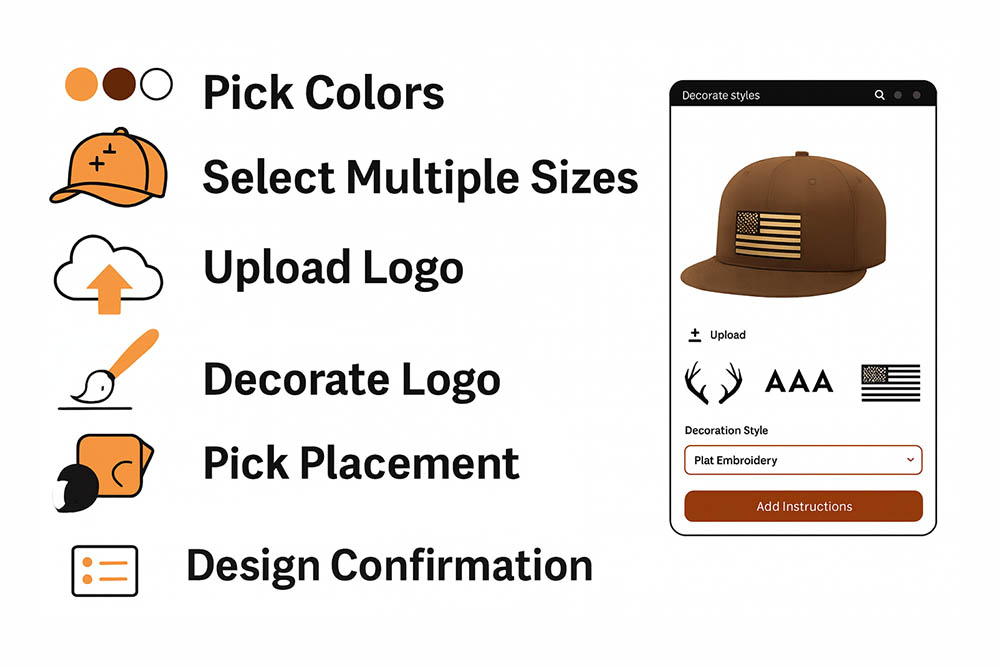 Pick Colors
Select Multiple Sizes
Upload Logo
Decorate Logo
Pick Placement
Design Confirmation
Decorate styles
Upload
AAA
Decoration Style
Plat Embroidery
Add Instructions